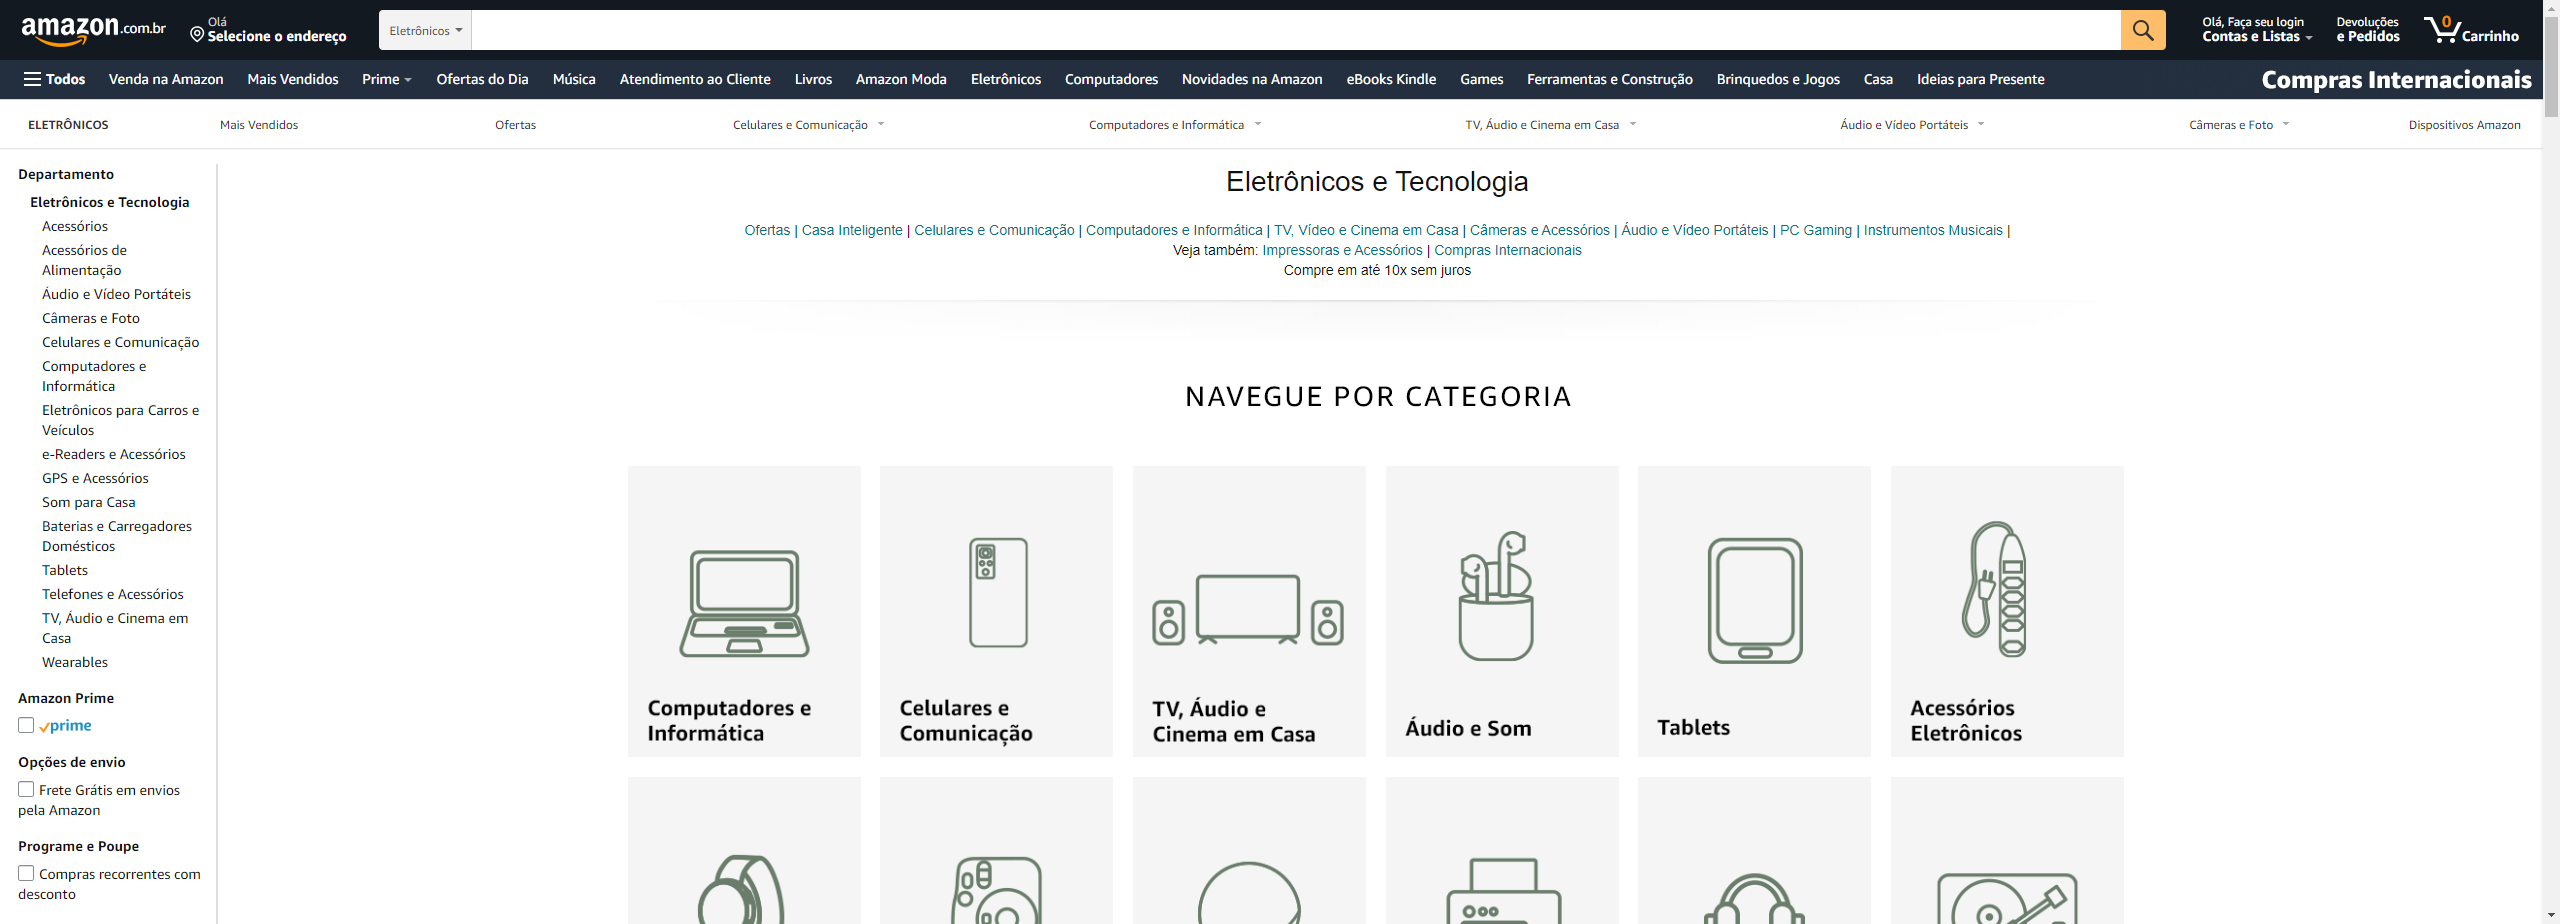 amazon.com.br
Olá
Selecione o endereço
Eletrônicos
Olá, Faça seu login
Contas e Listas
Devoluções
e Pedidos
0
Carrinho
Todos
Venda na Amazon
Mais Vendidos
Prime
Ofertas do Dia
Música
Atendimento ao Cliente
Livros
Amazon Moda
Eletrônicos
Computadores
Novidades na Amazon
eBooks Kindle
Games
Ferramentas e Construção
Brinquedos e Jogos
Casa
Ideias para Presente
Compras Internacionais
ELETRÔNICOS
Mais Vendidos
Ofertas
Celulares e Comunicação
Computadores e Informática
TV, Áudio e Cinema em Casa
Áudio e Vídeo Portáteis
Câmeras e Foto
Dispositivos Amazon
Departamento
Eletrônicos e Tecnologia
Acessórios
Acessórios de
Alimentação
Áudio e Vídeo Portáteis
Câmeras e Foto
Celulares e Comunicação
Computadores e
Informática
Eletrônicos para Carros e
Veículos
e-Readers e Acessórios
GPS e Acessórios
Som para Casa
Baterias e Carregadores
Domésticos
Tablets
Telefones e Acessórios
TV, Áudio e Cinema em
Casa
Wearables
Amazon Prime
prime
Opções de envio
Frete Grátis em envios
pela Amazon
Programe e Poupe
Compras recorrentes com
desconto
Eletrônicos e Tecnologia
Ofertas | Casa Inteligente | Celulares e Comunicação | Computadores e Informática | TV, Vídeo e Cinema em Casa | Câmeras e Acessórios | Áudio e Vídeo Portáteis | PC Gaming | Instrumentos Musicais |
Veja também: Impressoras e Acessórios | Compras Internacionais
Compre em até 10x sem juros
NAVEGUE POR CATEGORIA
Computadores e
Informática
Celulares e
Comunicação
TV, Áudio e
Cinema em Casa
Áudio e Som
Tablets
Acessórios
Eletrônicos